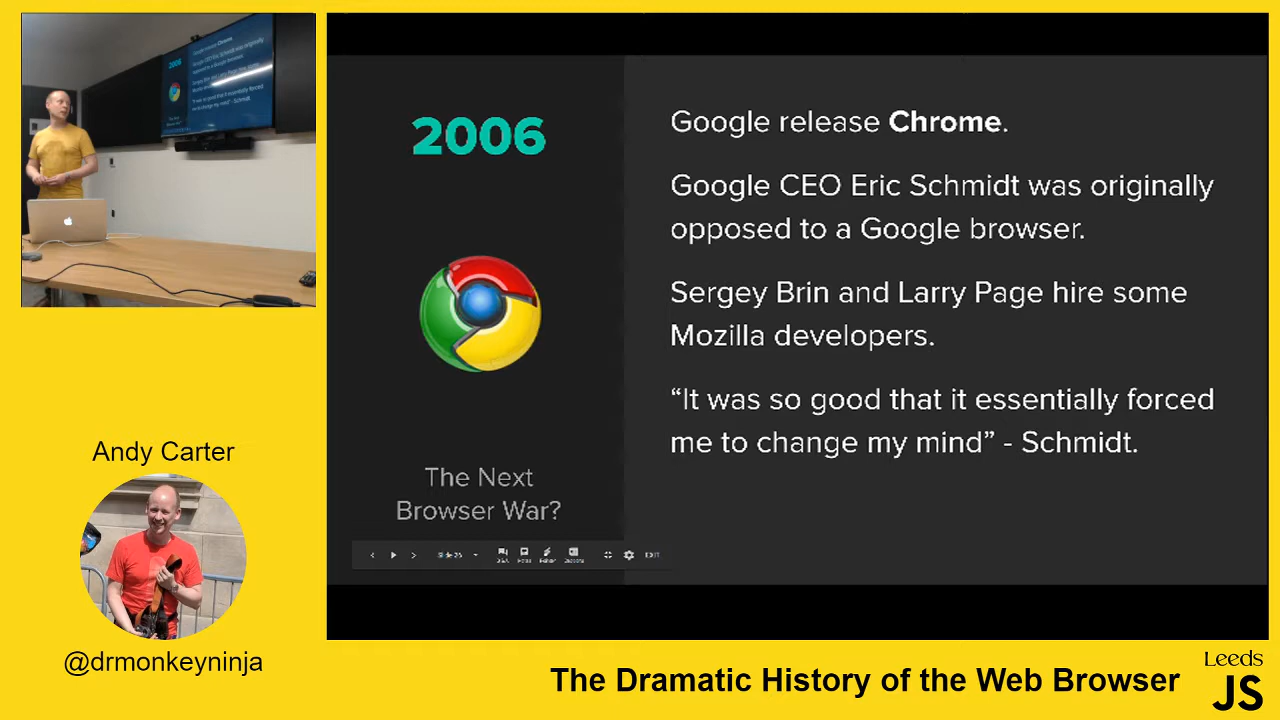 2006
Google release Chrome.
Google CEO Eric Schmidt was originally
opposed to a Google browser.
Sergey Brin and Larry Page hire some
Mozilla developers.
“It was so good that it essentially forced
me to change my mind” - Schmidt.
The Next
Browser War?
EXIT
Andy Carter
@drmonkeyninja
The Dramatic History of the Web Browser
Leeds
JS